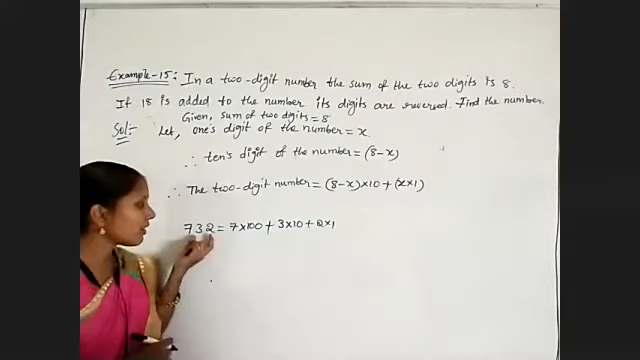 Example-15: In a two-digit number the sum of the two digits is 8.
If 18 is added to the number its digits are reversed. Find the number.
Given, sum of two digits = 8
Sol:- Let, one's digit of the number = x.
∴ ten's digit of the number = (8-x)
∴ The two-digit number = (8-x)×10 + (x×1)
732 = 7×100 + 3×10 + 2×1